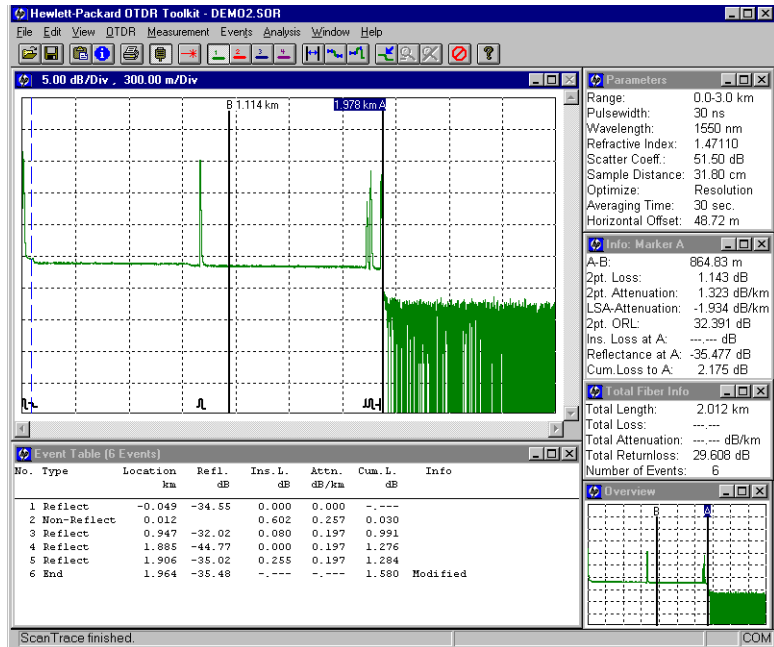 Hewlett-Packard OTDR Toolkit - DEMO2.SOR
File Edit View OTDR Measurement Events Analysis Window Help
1 2 3 4
5.00 dB/Div , 300.00 m/Div
B 1.114 km 1.978 km A
Parameters
Range: 0.0-3.0 km
Pulsewidth: 30 ns
Wavelength: 1550 nm
Refractive Index: 1.47110
Scatter Coeff.: 51.50 dB
Sample Distance: 31.80 cm
Optimize: Resolution
Averaging Time: 30 sec.
Horizontal Offset: 48.72 m
Info: Marker A
A-B: 864.83 m
2pt. Loss: 1.143 dB
2pt. Attenuation: 1.323 dB/km
LSA-Attenuation: -1.934 dB/km
2pt. ORL: 32.391 dB
Ins. Loss at A: ---.--- dB
Reflectance at A: -35.477 dB
Cum.Loss to A: 2.175 dB
Total Fiber Info
Total Length: 2.012 km
Total Loss: ---.---
Total Attenuation: ---.--- dB/km
Total Returnloss: 29.608 dB
Number of Events: 6
Event Table (6 Events)
No. Type Location Refl. Ins.L. Attn. Cum.L. Info
km dB dB dB/km dB
1 Reflect -0.049 -34.55 0.000 0.000 -.---
2 Non-Reflect 0.012 0.602 0.257 0.030
3 Reflect 0.947 -32.02 0.080 0.197 0.991
4 Reflect 1.885 -44.77 0.000 0.197 1.276
5 Reflect 1.906 -35.02 0.255 0.197 1.284
6 End 1.964 -35.48 -.--- -.--- 1.580 Modified
Overview
B A
ScanTrace finished. COM